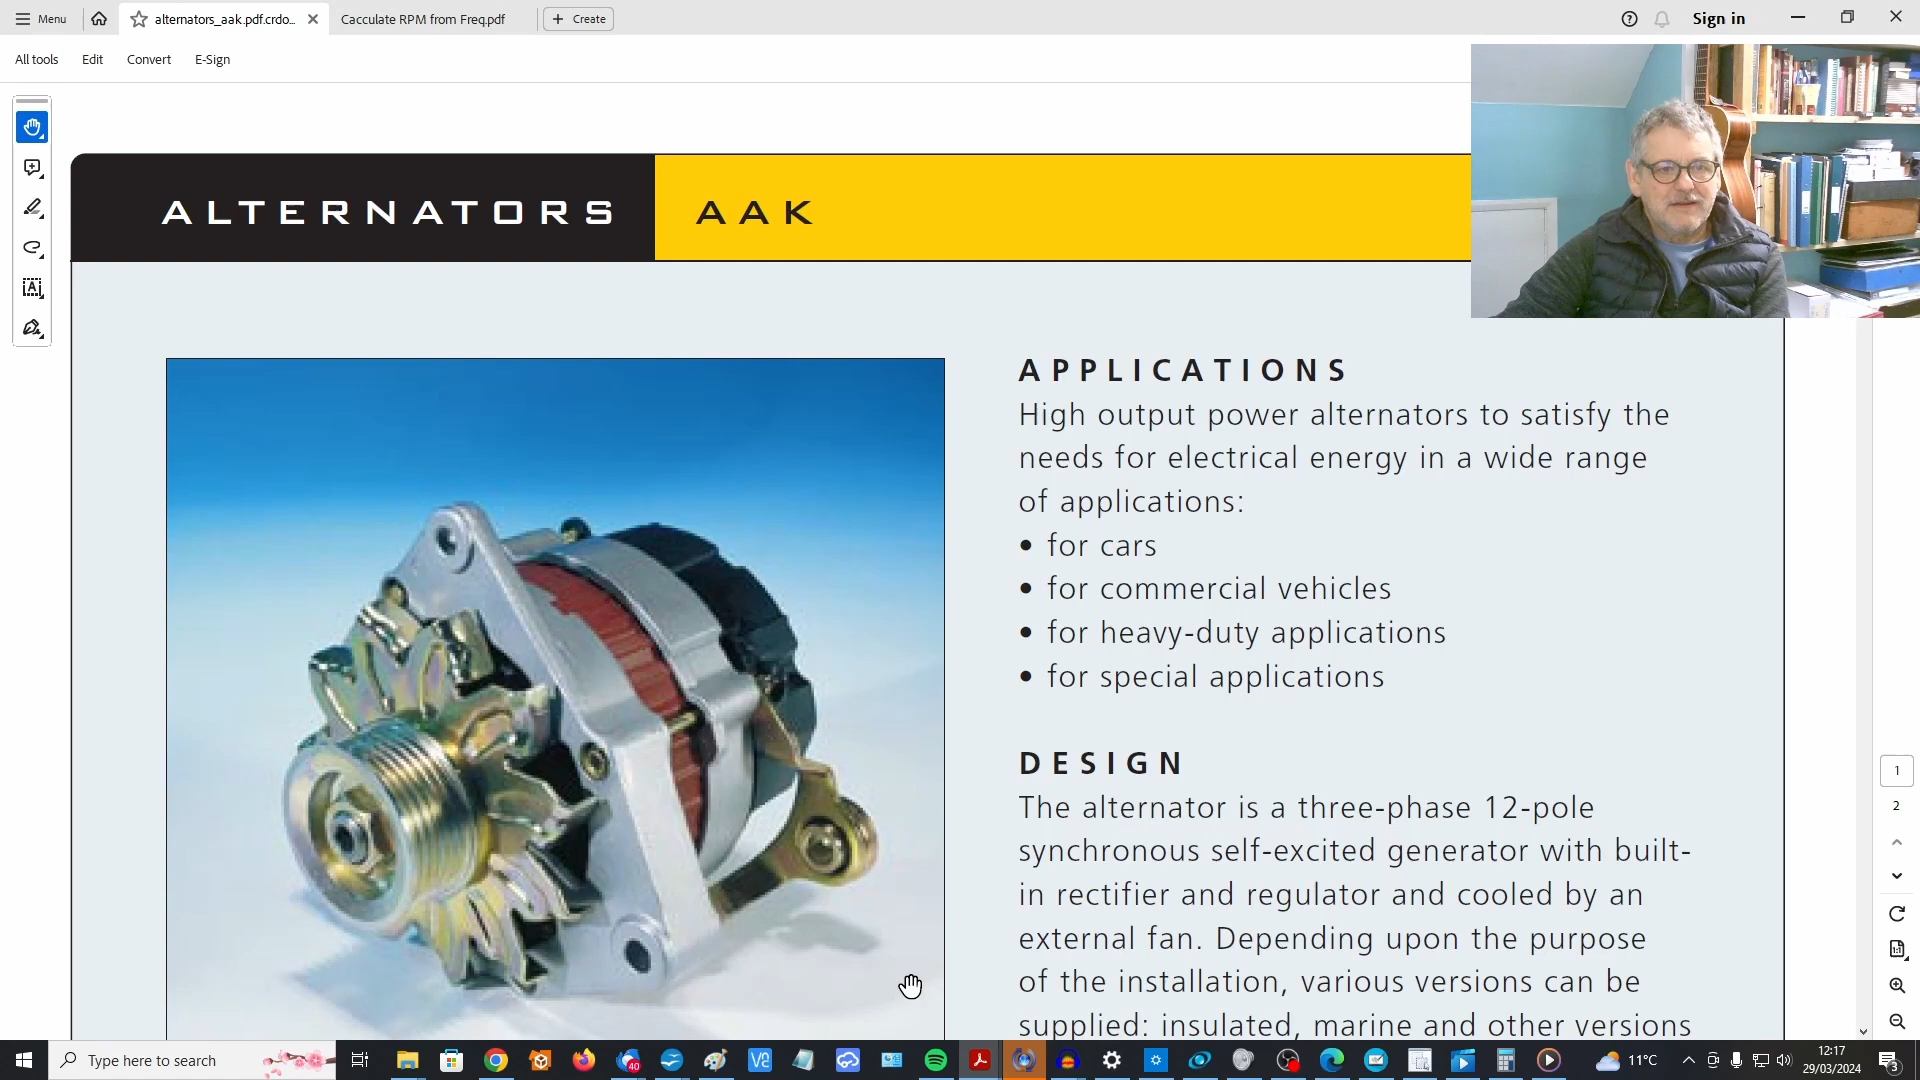 Menu
alternators_aak.pdf.crdo...
Cacculate RPM from Freq.pdf
Create
Sign in
All tools
Edit
Convert
E-Sign
ALTERNATORS
AAK
APPLICATIONS
High output power alternators to satisfy the
needs for electrical energy in a wide range
of applications:
• for cars
• for commercial vehicles
• for heavy-duty applications
• for special applications
DESIGN
The alternator is a three-phase 12-pole
synchronous self-excited generator with built-
in rectifier and regulator and cooled by an
external fan. Depending upon the purpose
of the installation, various versions can be
supplied: insulated, marine and other versions
1
2
Type here to search
40
11°C
12:17
29/03/2024
3